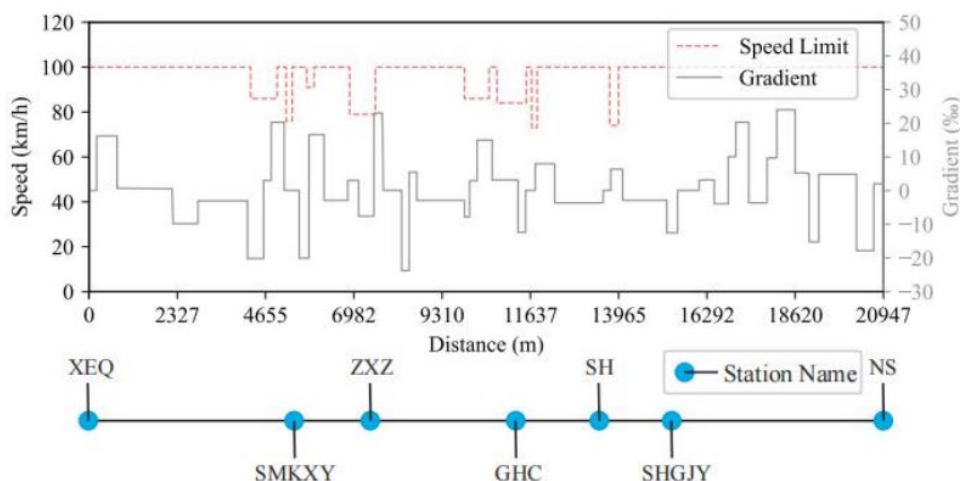 120
100
80
60
40
20
0
Speed (km/h)
50
40
30
20
10
0
−10
−20
−30
Gradient (‰)
Speed Limit
Gradient
0 2327 4655 6982 9310 11637 13965 16292 18620 20947
Distance (m)
XEQ ZXZ SH Station Name NS
SMKXY GHC SHGJY